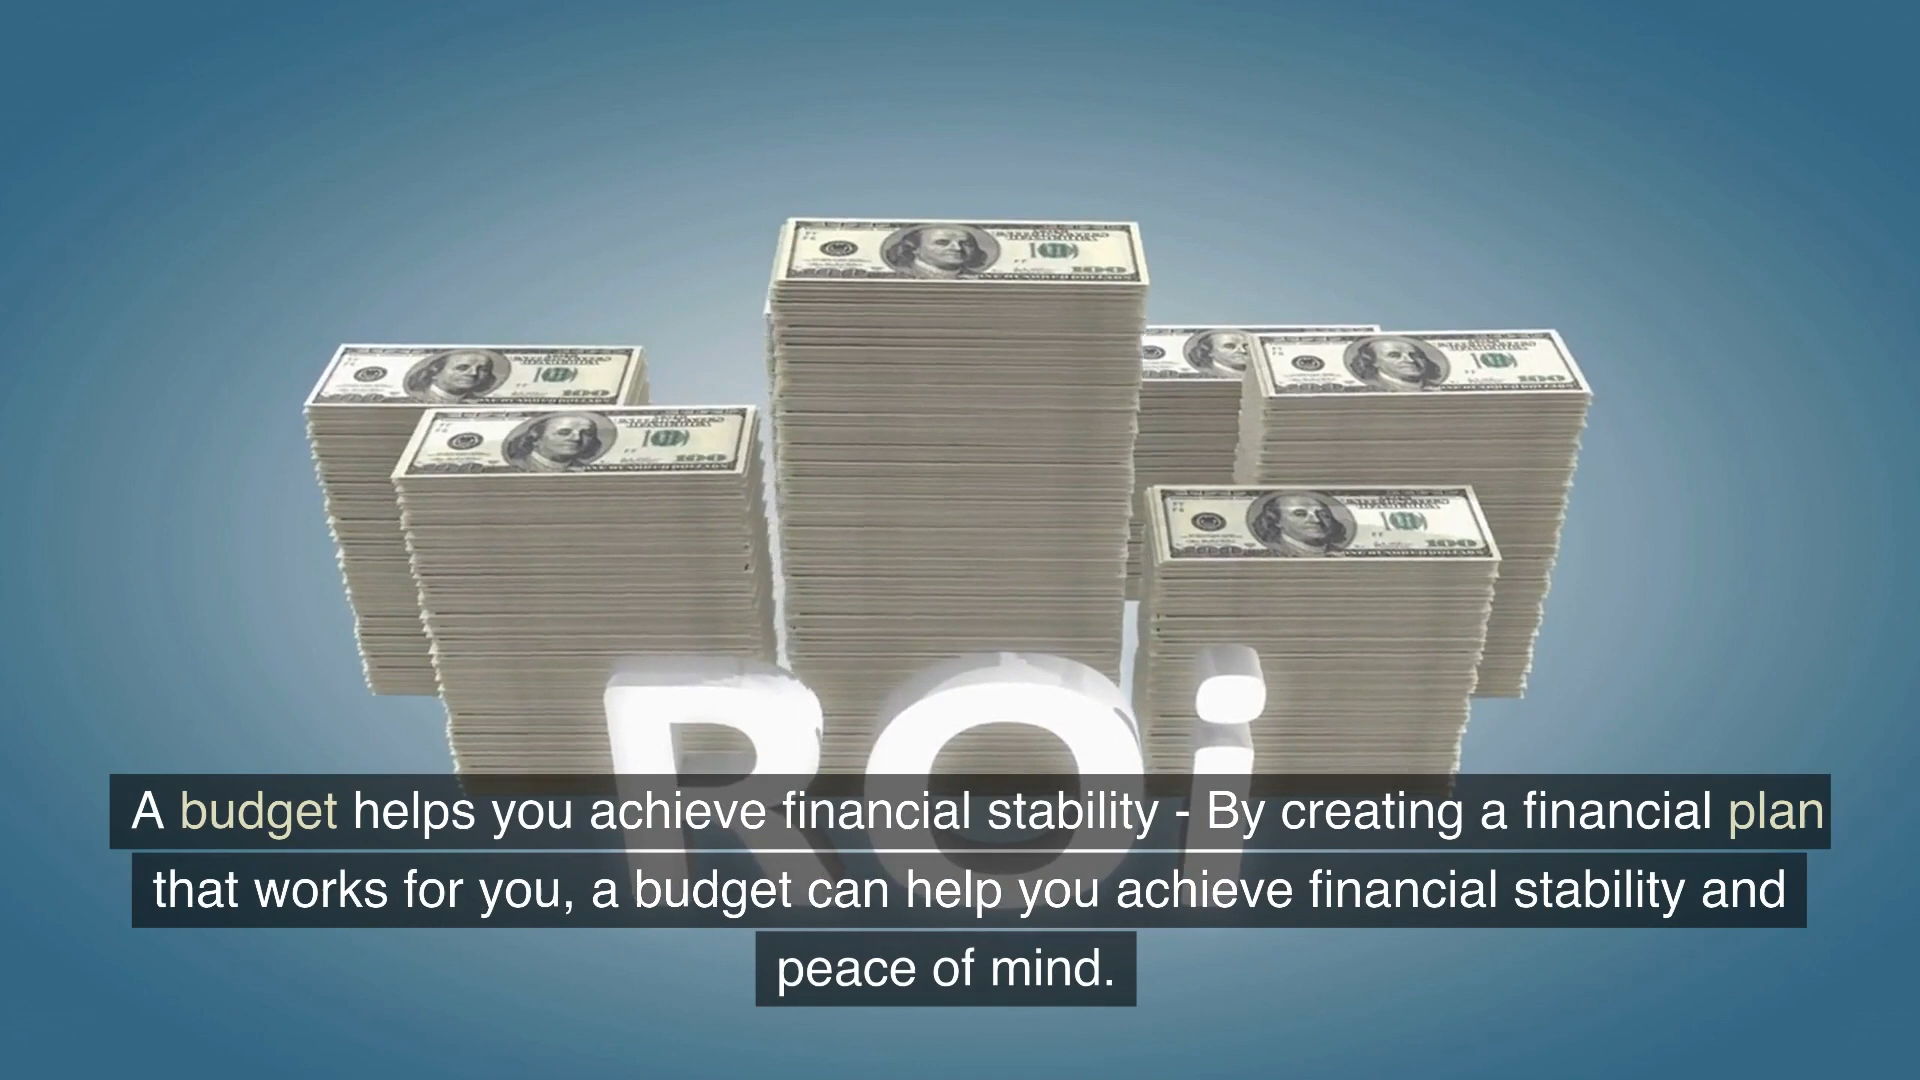 ROi
A budget helps you achieve financial stability - By creating a financial plan
that works for you, a budget can help you achieve financial stability and
peace of mind.